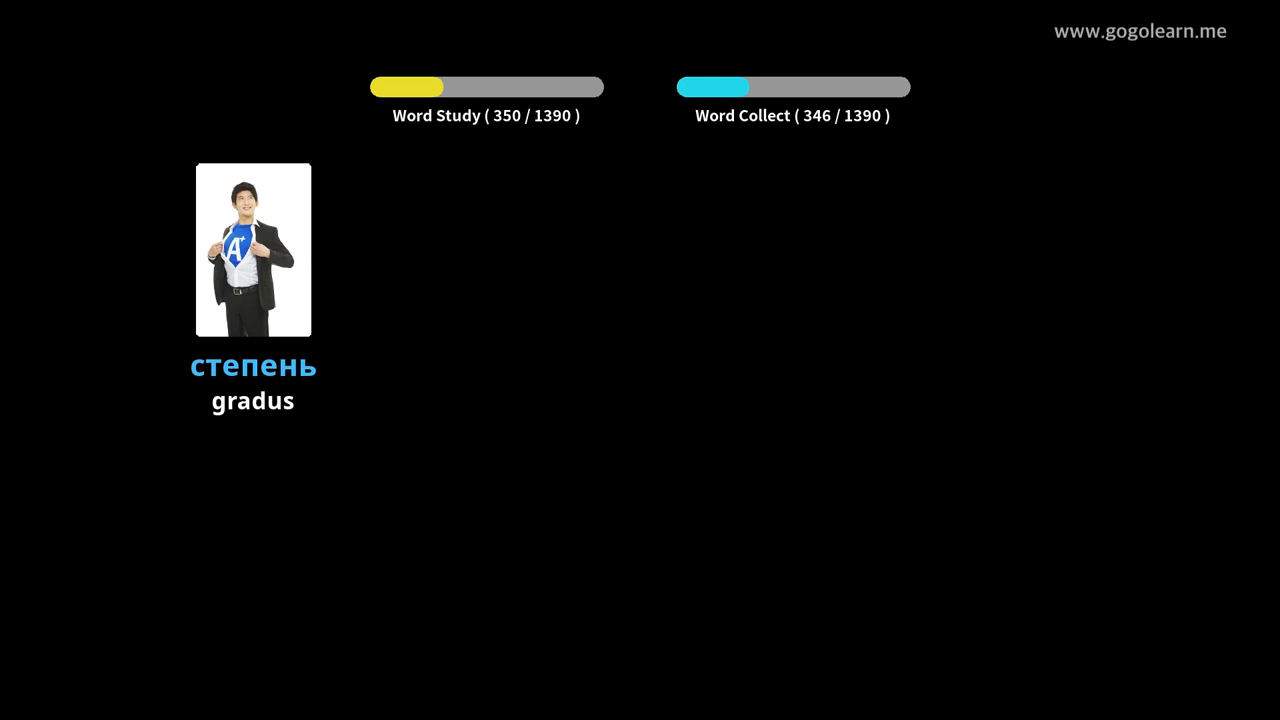 www.gogolearn.me
Word Study ( 350 / 1390 )
Word Collect ( 346 / 1390 )
A+
степень
gradus